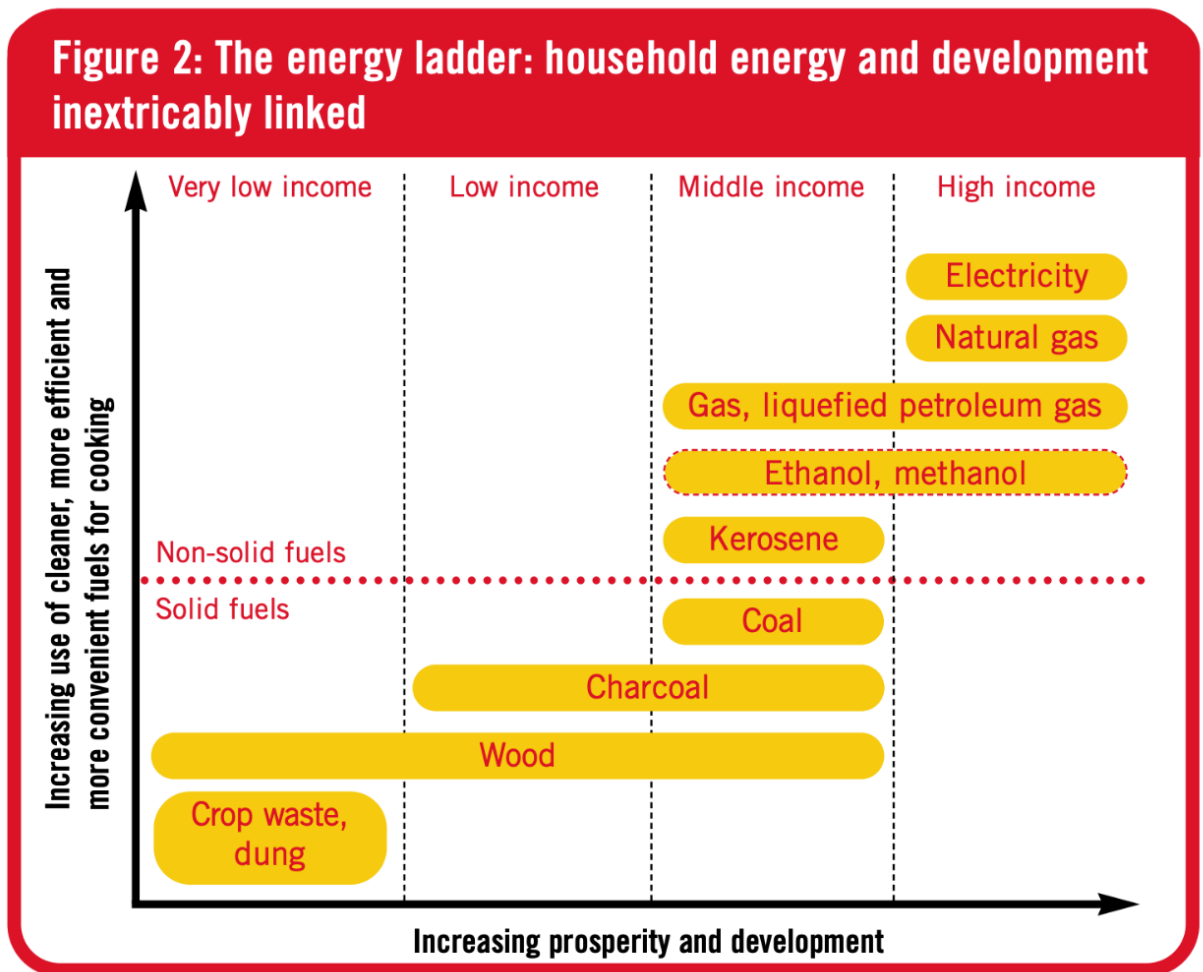 Figure 2: The energy ladder: household energy and development
inextricably linked
Very low income
Low income
Middle income
High income
Increasing use of cleaner, more efficient and
more convenient fuels for cooking
Electricity
Natural gas
Gas, liquefied petroleum gas
Ethanol, methanol
Kerosene
Non-solid fuels
Solid fuels
Coal
Charcoal
Wood
Crop waste,
dung
Increasing prosperity and development